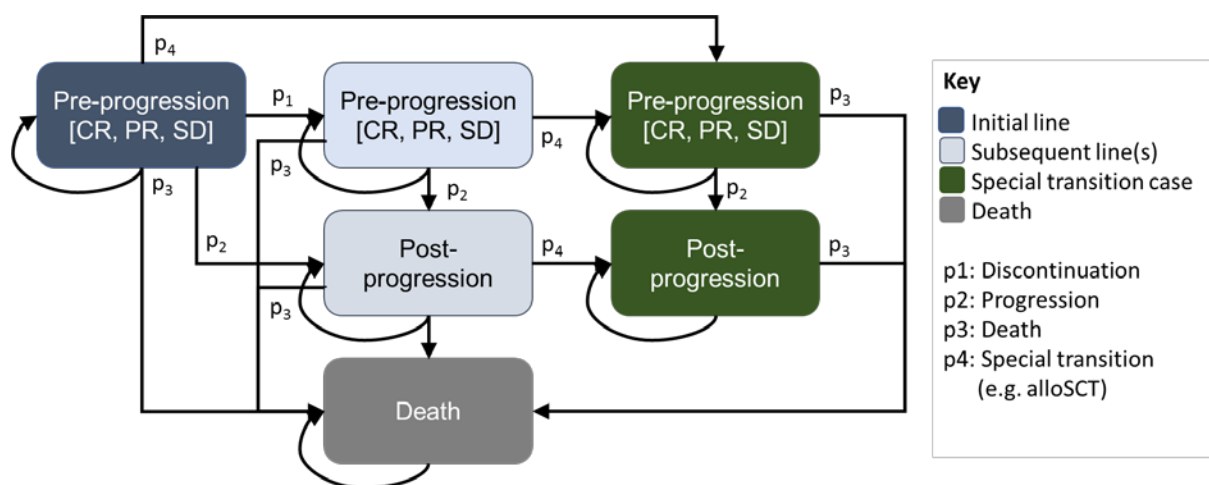 p4
Pre-progression
[CR, PR, SD]
p1
Pre-progression
[CR, PR, SD]
p4
Pre-progression
[CR, PR, SD]
p3
p3
p3
p2
p2
p2
Post-
progression
p4
Post-
progression
p3
p3
Death
Key
Initial line
Subsequent line(s)
Special transition case
Death
p1: Discontinuation
p2: Progression
p3: Death
p4: Special transition
(e.g. alloSCT)